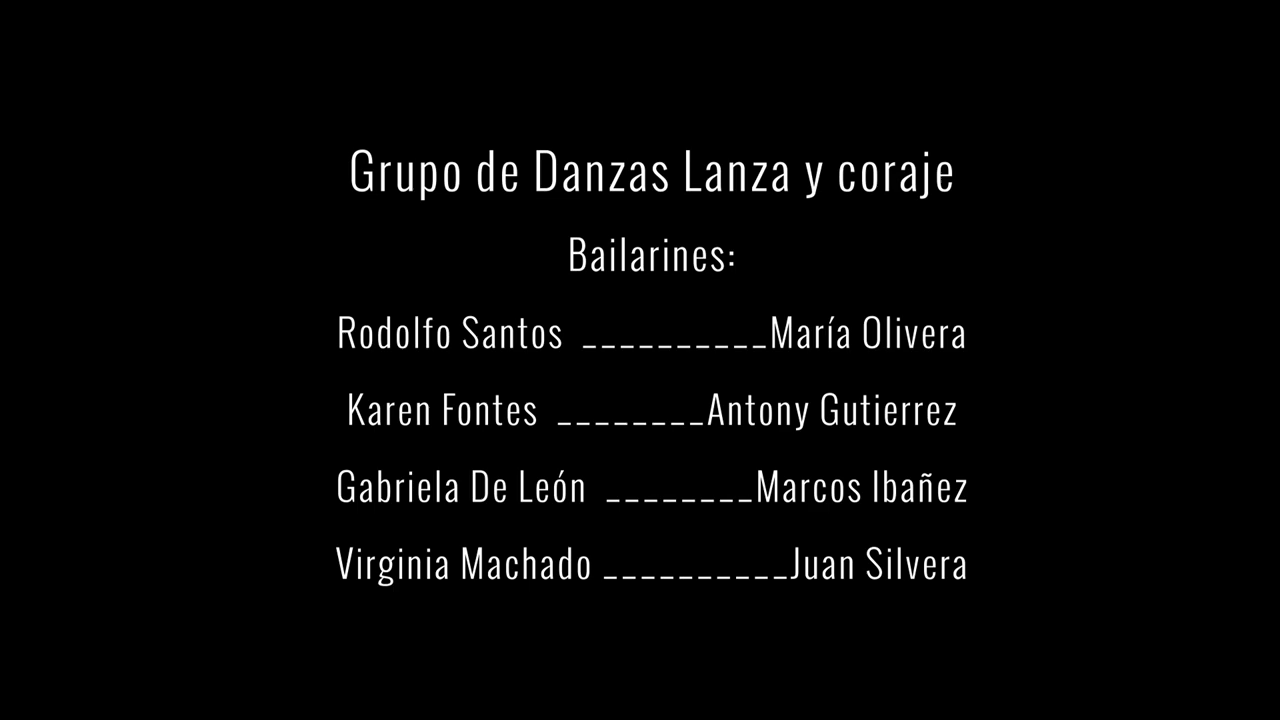 Grupo de Danzas Lanza y coraje
Bailarines:
Rodolfo Santos __________María Olivera
Karen Fontes ________Antony Gutierrez
Gabriela De León ________Marcos Ibañez
Virginia Machado __________Juan Silvera